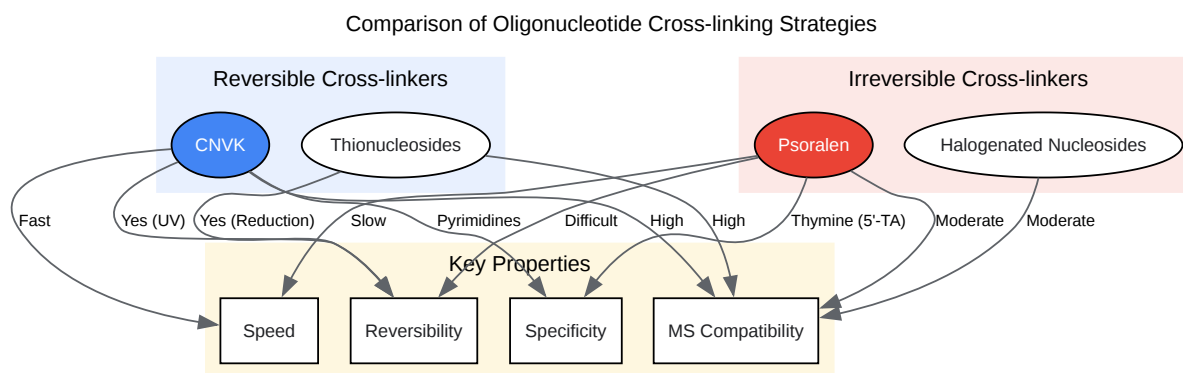 Comparison of Oligonucleotide Cross-linking Strategies
Reversible Cross-linkers
Irreversible Cross-linkers
CNVK
Thionucleosides
Psoralen
Halogenated Nucleosides
Fast
Yes (UV)
Yes (Reduction)
Slow
Pyrimidines
Difficult
High
High
Thymine (5'-TA)
Moderate
Moderate
Key Properties
Speed
Reversibility
Specificity
MS Compatibility